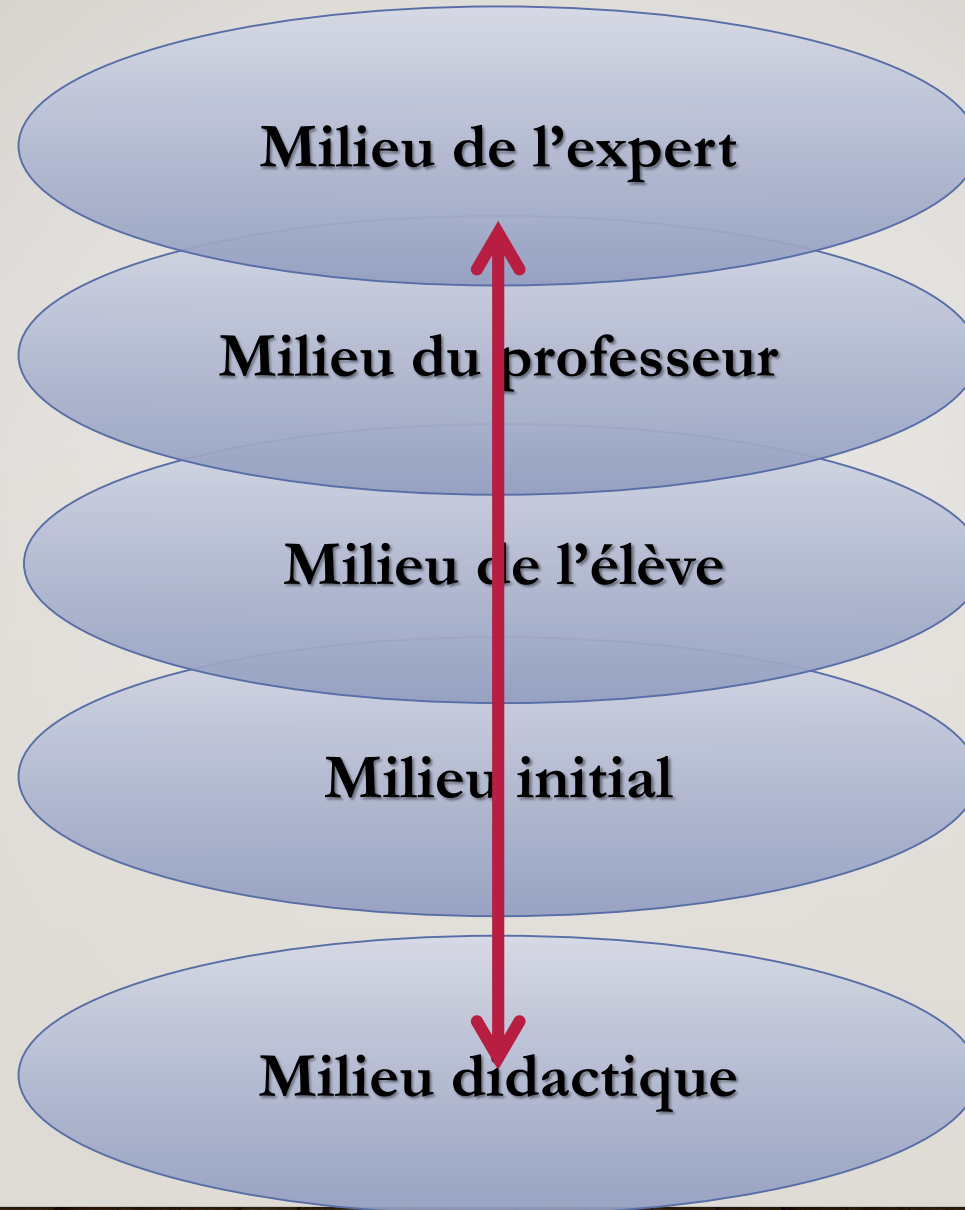 Milieu de l’expert
Milieu du professeur
Milieu de l’élève
Milieu initial
Milieu didactique